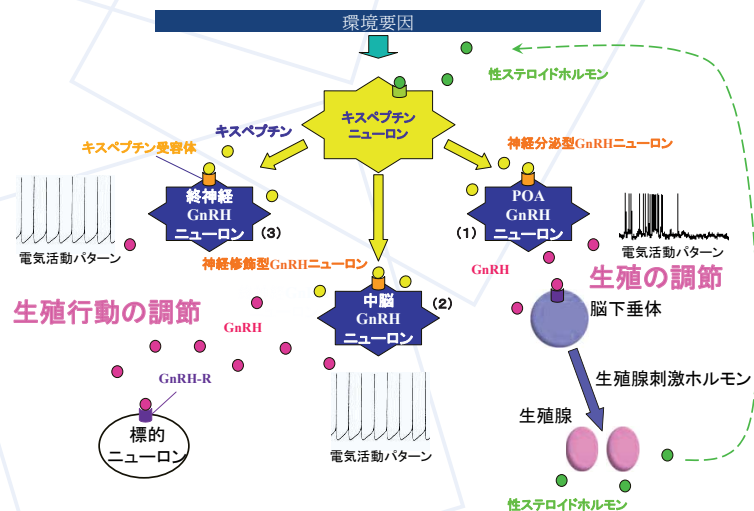 環境要因
性ステロイドホルモン
キスペプチン
ニューロン
キスペプチン
キスペプチン受容体
神経分泌型GnRHニューロン
終神経
GnRH
ニューロン
(3)
POA
GnRH
ニューロン
(1)
電気活動パターン
電気活動パターン
神経修飾型GnRHニューロン
GnRH
生殖の調節
中脳
GnRH
ニューロン
(2)
脳下垂体
生殖行動の調節
GnRH
GnRH-R
生殖腺刺激ホルモン
生殖腺
標的
ニューロン
電気活動パターン
性ステロイドホルモン